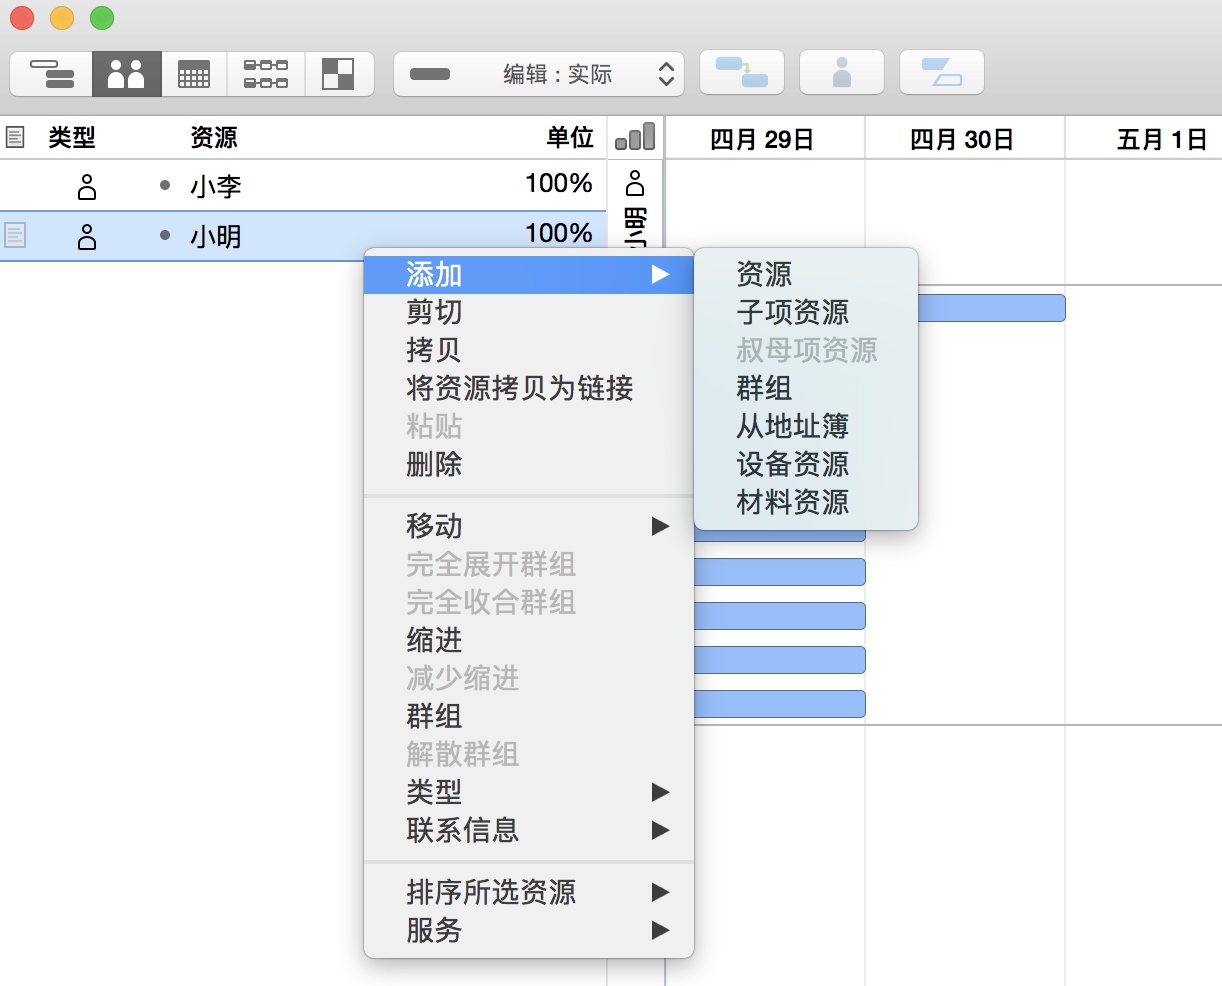 编辑：实际
类型 资源 单位 四月 29日 四月 30日 五月 1日
小李 100%
小明 100% 小明
添加
剪切
拷贝
将资源拷贝为链接
粘贴
删除
移动
完全展开群组
完全收合群组
缩进
减少缩进
群组
解散群组
类型
联系信息
排序所选资源
服务
资源
子项资源
叔母项资源
群组
从地址簿
设备资源
材料资源